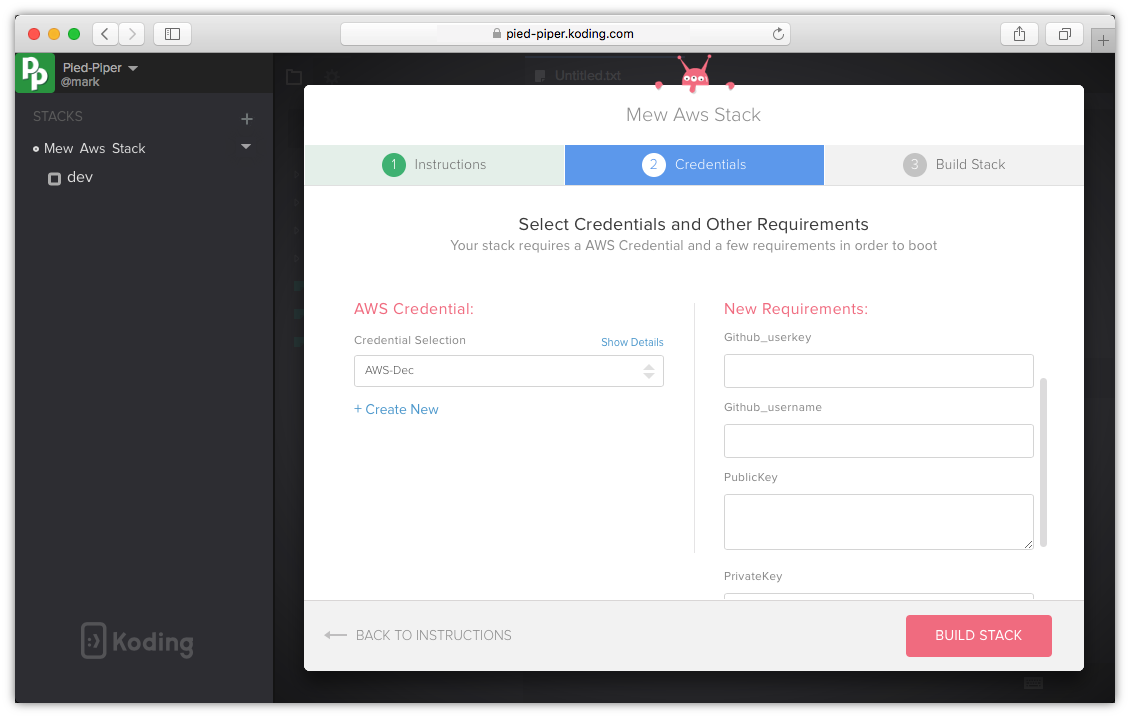 pied-piper.koding.com
Pp
Pied-Piper
@mark
STACKS
Mew Aws Stack
dev
Koding
Untitled.txt
Mew Aws Stack
1 Instructions
2 Credentials
3 Build Stack
Select Credentials and Other Requirements
Your stack requires a AWS Credential and a few requirements in order to boot
AWS Credential:
Credential Selection
Show Details
AWS-Dec
+ Create New
New Requirements:
Github_userkey
Github_username
PublicKey
PrivateKey
BACK TO INSTRUCTIONS
BUILD STACK